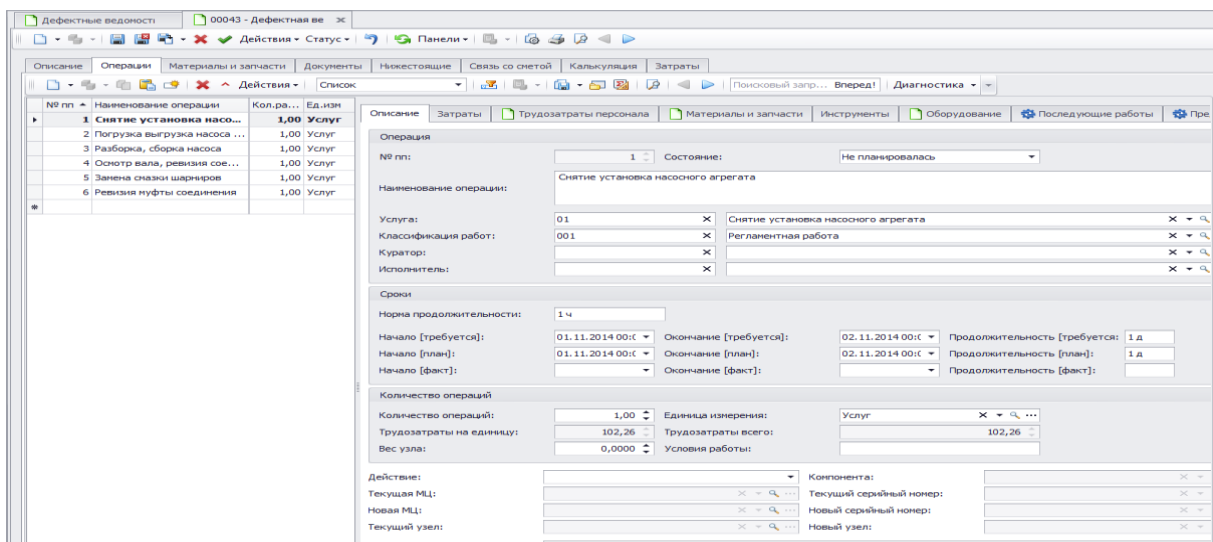 Дефектные ведомост 00043 - Дефектная ве
Действия Статус Панели
Описание Операции Материалы и запчасти Документы Нижестоящие Связь со сметой Калькуляция Затраты
Действия Список Поисковый запр... Вперед! Диагностика
№ пп Наименование операции Кол.ра... Ед.изм
1 Снятие установка насо... 1,00 Услуг
2 Погрузка выгрузка насоса ... 1,00 Услуг
3 Разборка, сборка насоса 1,00 Услуг
4 Осмотр вала, ревизия сое... 1,00 Услуг
5 Замена смазки шарниров 1,00 Услуг
6 Ревизия муфты соединения 1,00 Услуг
Описание Затраты Трудозатраты персонала Материалы и запчасти Инструменты Оборудование Последующие работы Пре
Операция
№ пп: 1 Состояние: Не планировалась
Наименование операции: Снятие установка насосного агрегата
Услуга: 01 Снятие установка насосного агрегата
Классификация работ: 001 Регламентная работа
Куратор:
Исполнитель:
Сроки
Норма продолжительности: 1 ч
Начало [требуется]: 01.11.2014 00:0 Окончание [требуется]: 02.11.2014 00:0 Продолжительность [требуется: 1 д
Начало [план]: 01.11.2014 00:0 Окончание [план]: 02.11.2014 00:0 Продолжительность [план]: 1 д
Начало [факт]: Окончание [факт]: Продолжительность [факт]:
Количество операций
Количество операций: 1,00 Единица измерения: Услуг
Трудозатраты на единицу: 102,26 Трудозатраты всего: 102,26
Вес узла: 0,0000 Условия работы:
Действие: Компонента:
Текущая МЦ: Текущий серийный номер:
Новая МЦ: Новый серийный номер:
Текущий узел: Новый узел: